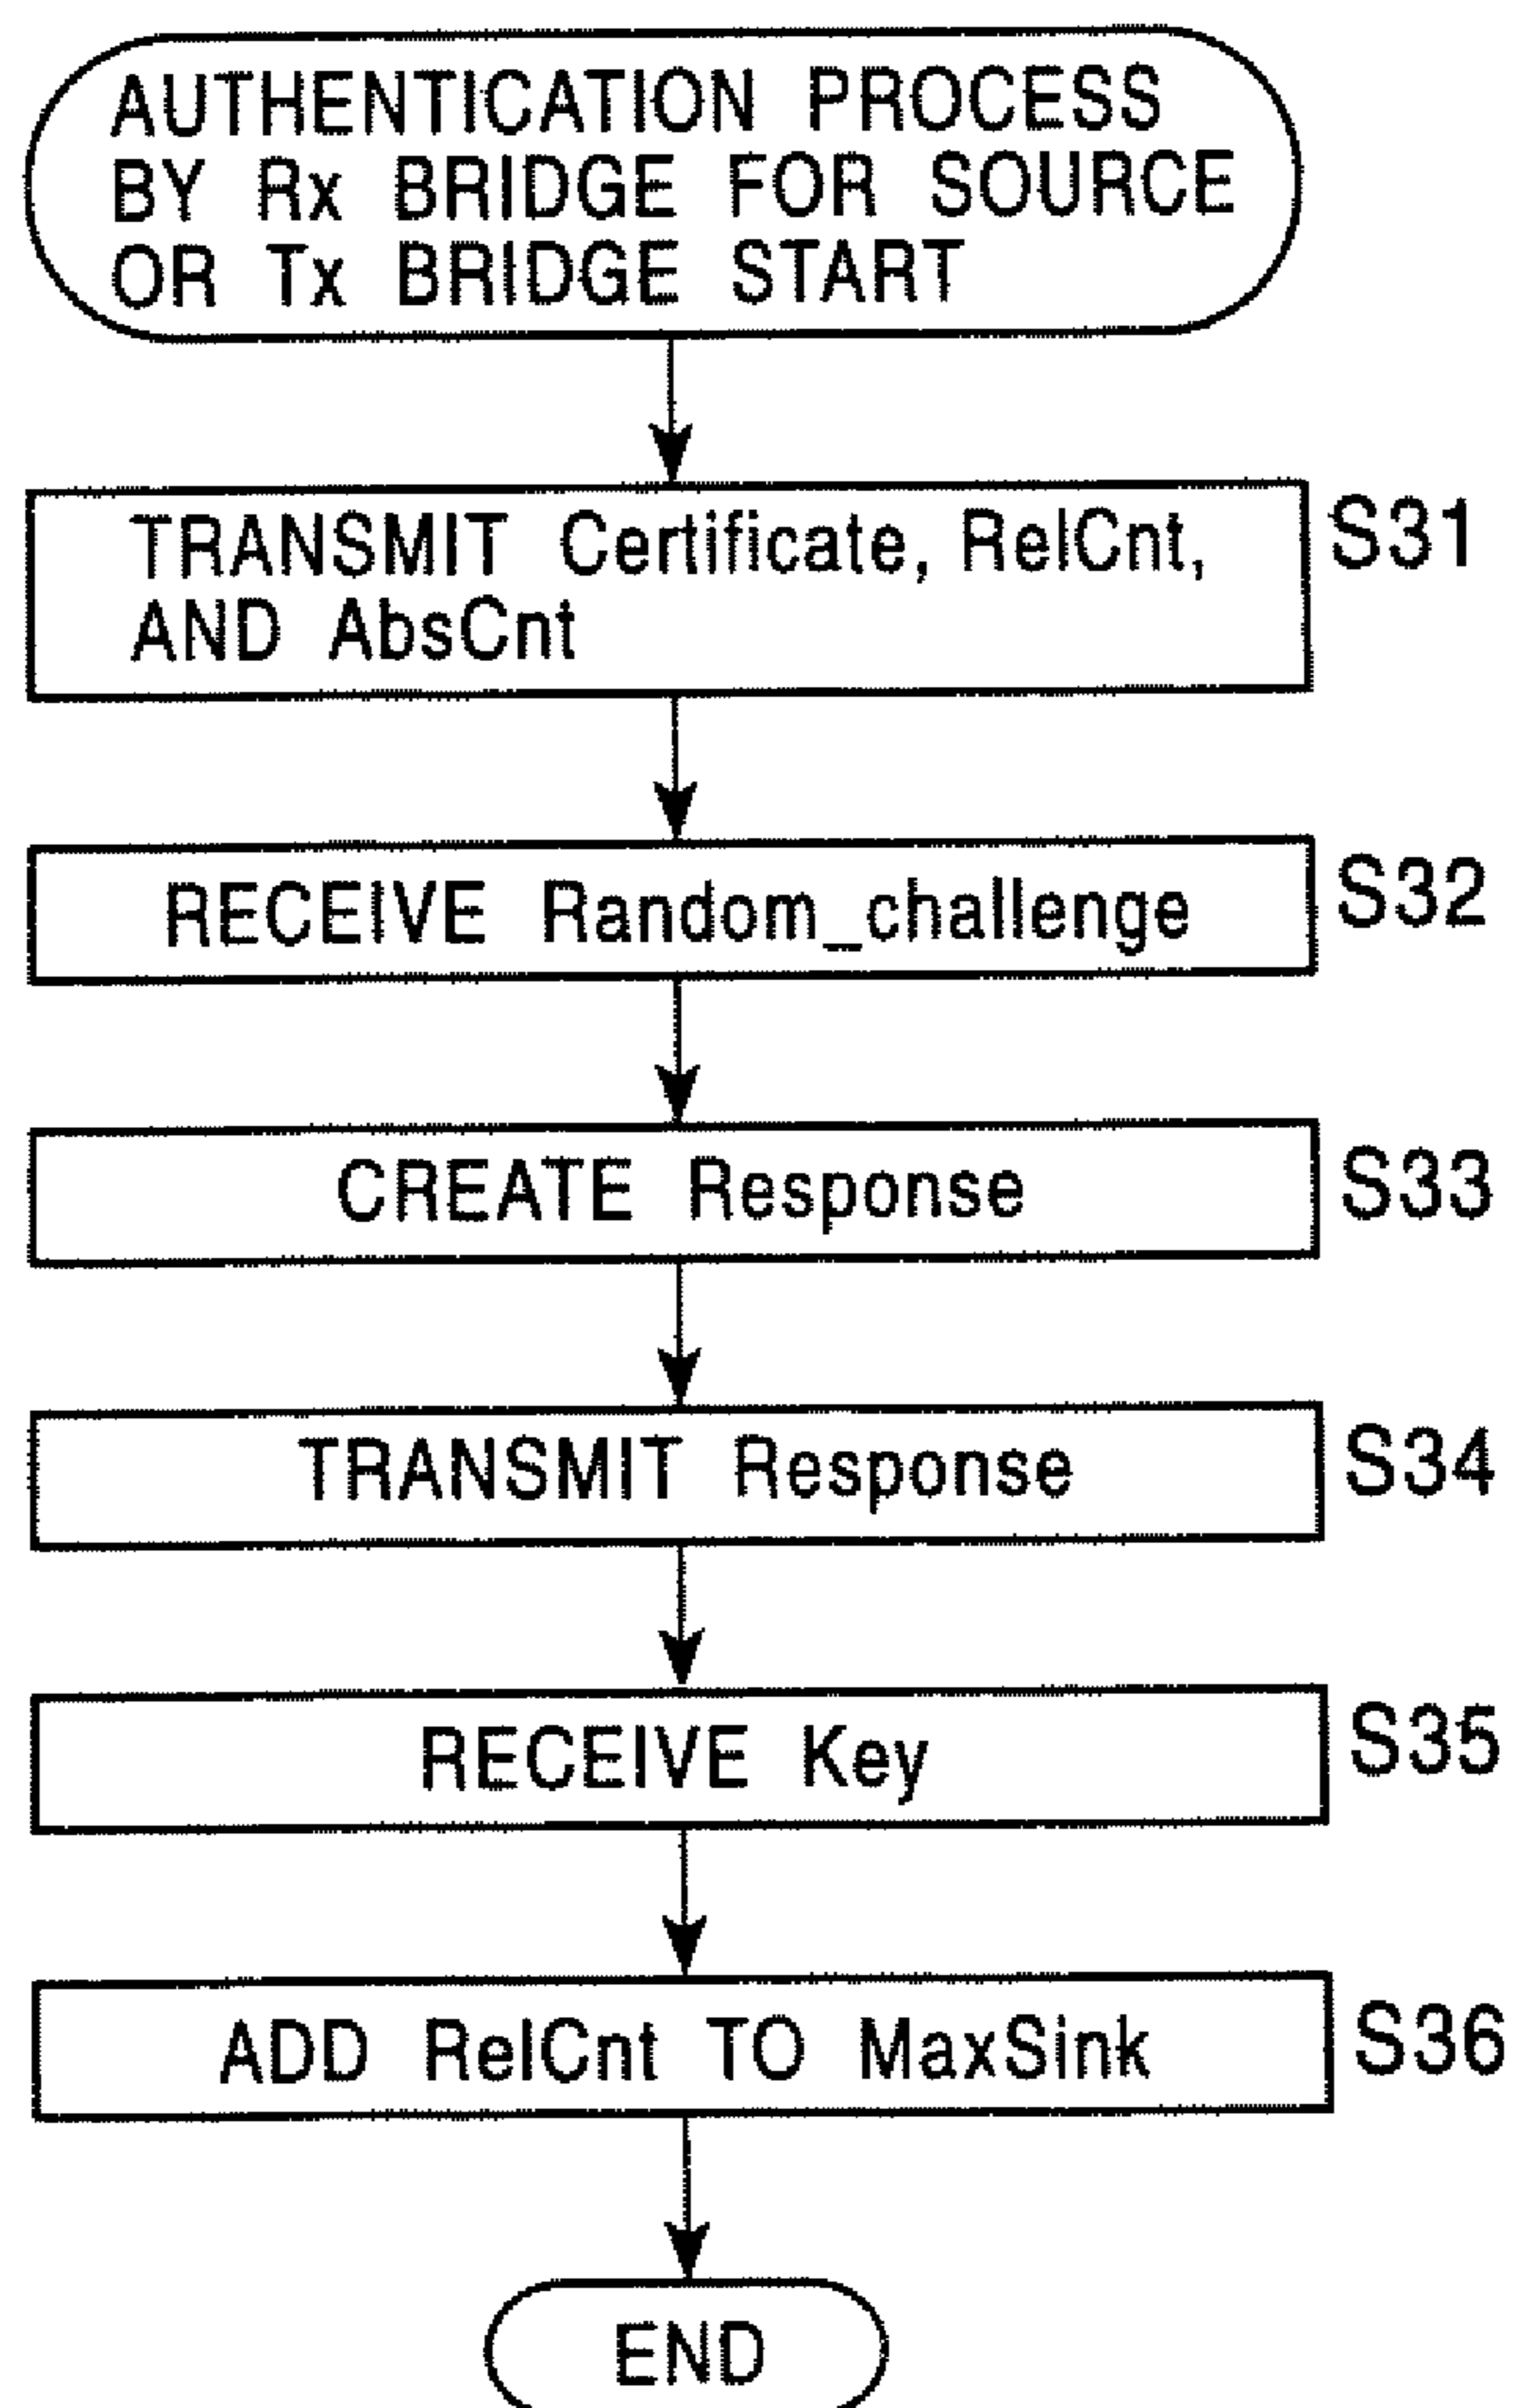 AUTHENTICATION PROCESS
BY Rx BRIDGE FOR SOURCE
OR Tx BRIDGE START
TRANSMIT Certificate, RelCnt,
AND AbsCnt
S31
RECEIVE Random_challenge
S32
CREATE Response
S33
TRANSMIT Response
S34
RECEIVE Key
S35
ADD RelCnt TO MaxSink
S36
END